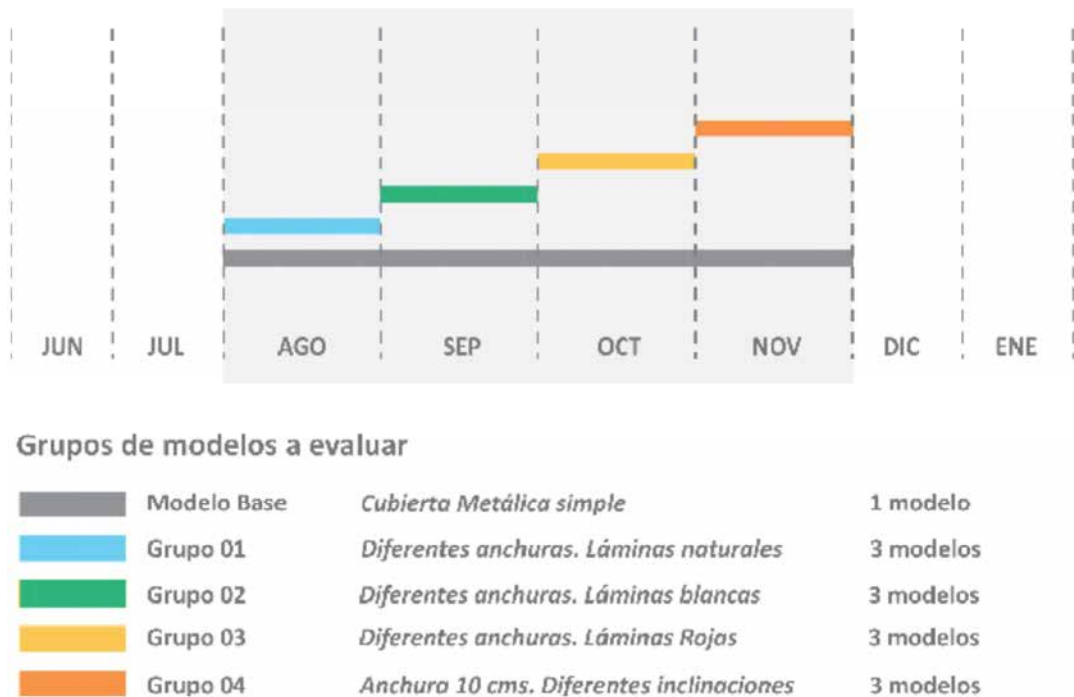 JUN JUL AGO SEP OCT NOV DIC ENE
Grupos de modelos a evaluar
Modelo Base Cubierta Metálica simple 1 modelo
Grupo 01 Diferentes anchuras. Láminas naturales 3 modelos
Grupo 02 Diferentes anchuras. Láminas blancas 3 modelos
Grupo 03 Diferentes anchuras. Láminas Rojas 3 modelos
Grupo 04 Anchura 10 cms. Diferentes inclinaciones 3 modelos